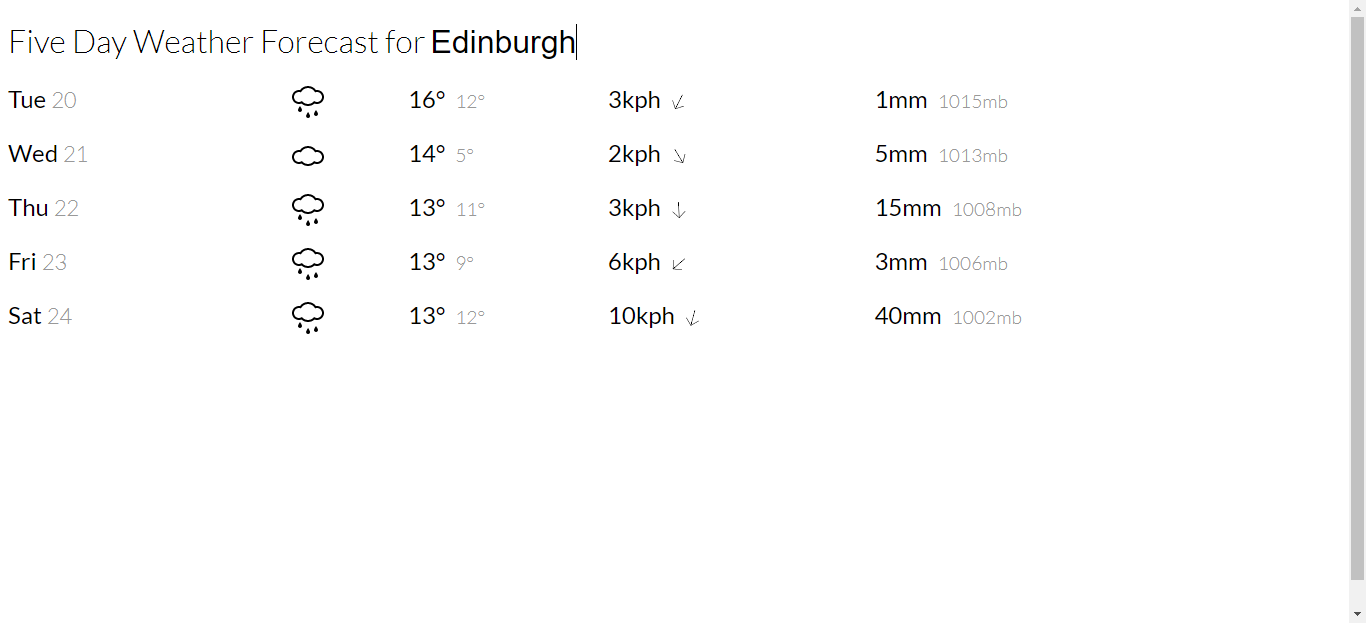 Five Day Weather Forecast for Edinburgh
Tue 20 16° 12° 3kph 1mm 1015mb
Wed 21 14° 5° 2kph 5mm 1013mb
Thu 22 13° 11° 3kph 15mm 1008mb
Fri 23 13° 9° 6kph 3mm 1006mb
Sat 24 13° 12° 10kph 40mm 1002mb